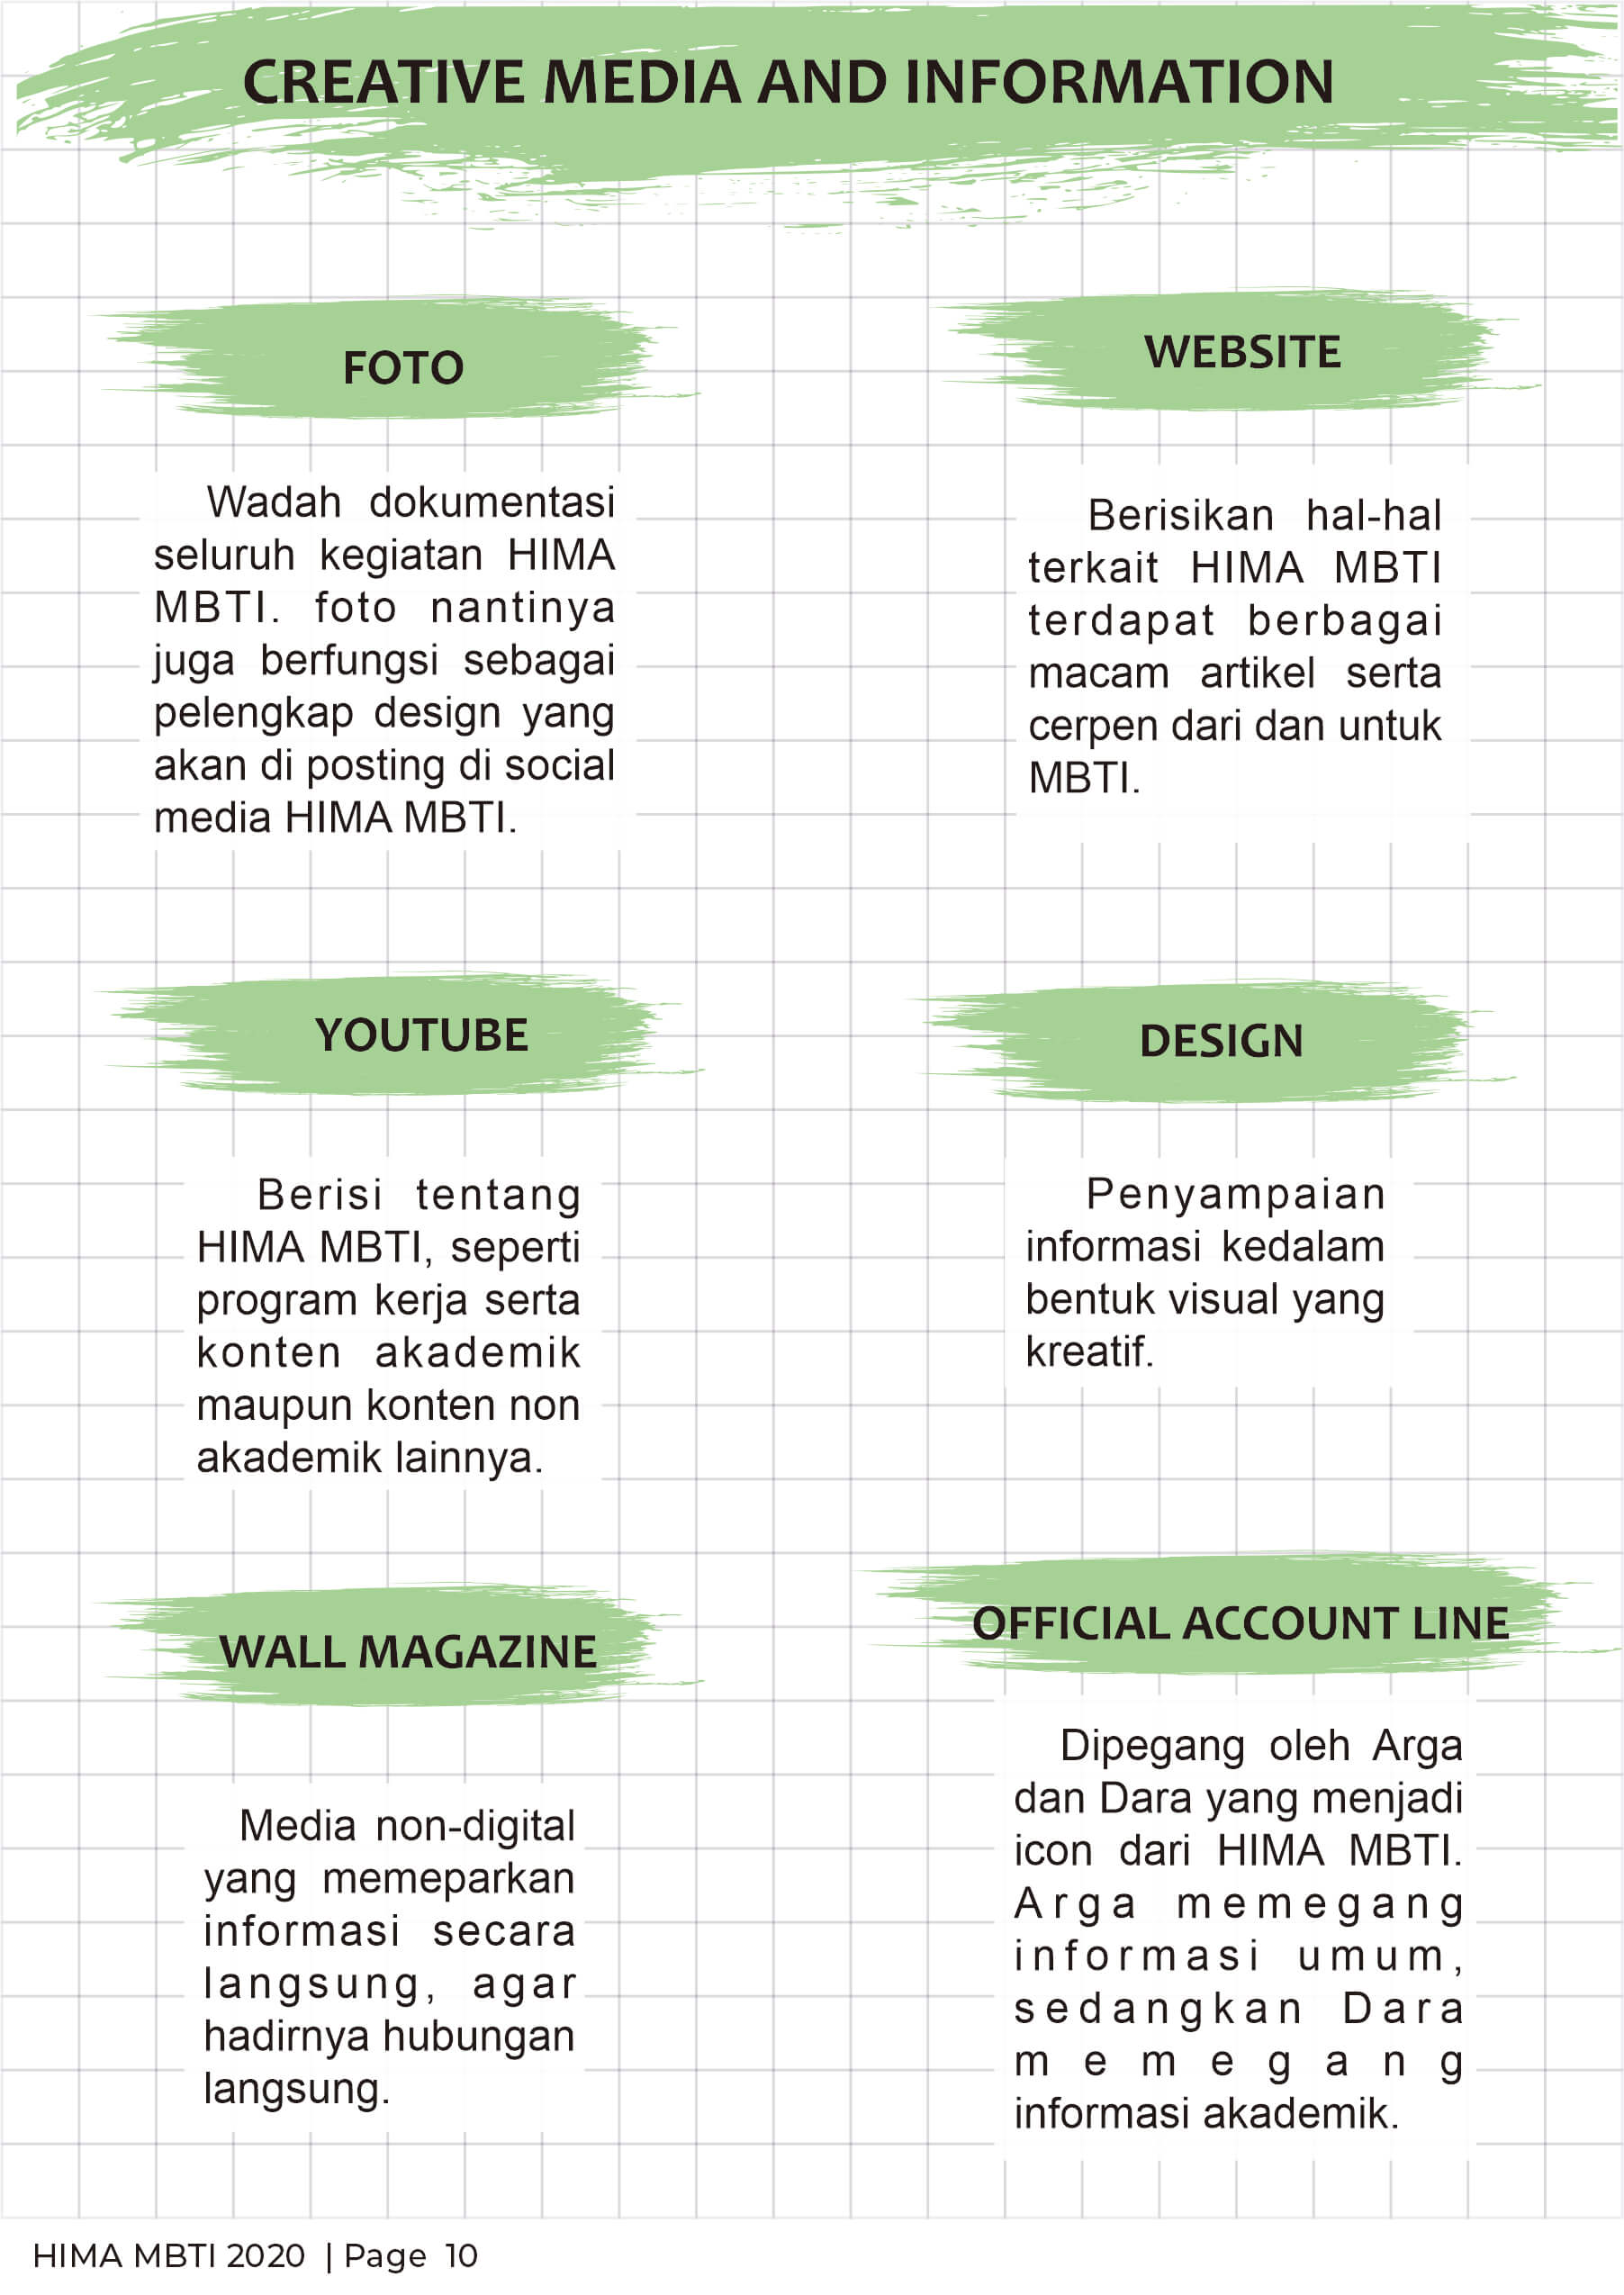 CREATIVE MEDIA AND INFORMATION
FOTO
Wadah dokumentasi
seluruh kegiatan HIMA
MBTI. foto nantinya
juga berfungsi sebagai
pelengkap design yang
akan di posting di social
media HIMA MBTI.
WEBSITE
Berisikan hal-hal
terkait HIMA MBTI
terdapat berbagai
macam artikel serta
cerpen dari dan untuk
MBTI.
YOUTUBE
Berisi tentang
HIMA MBTI, seperti
program kerja serta
konten akademik
maupun konten non
akademik lainnya.
DESIGN
Penyampaian
informasi kedalam
bentuk visual yang
kreatif.
WALL MAGAZINE
Media non-digital
yang memeparkan
informasi secara
langsung, agar
hadirnya hubungan
langsung.
OFFICIAL ACCOUNT LINE
Dipegang oleh Arga
dan Dara yang menjadi
icon dari HIMA MBTI.
Arga memegang
informasi umum,
sedangkan Dara
memegang
informasi akademik.
HIMA MBTI 2020 | Page 10